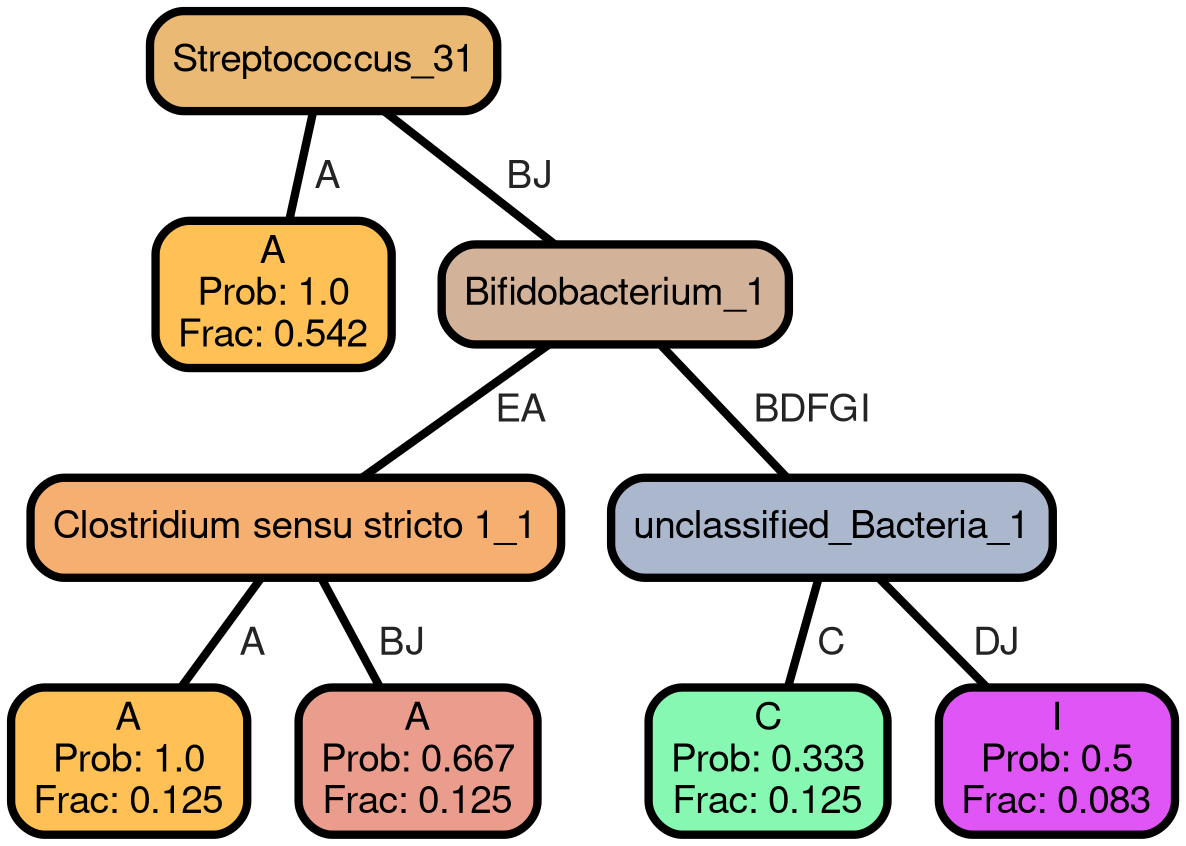 Streptococcus_31
A
BJ
A
Prob: 1.0
Frac: 0.542
Bifidobacterium_1
EA
BDFGI
Clostridium sensu stricto 1_1
unclassified_Bacteria_1
A
BJ
C
DJ
A
Prob: 1.0
Frac: 0.125
A
Prob: 0.667
Frac: 0.125
C
Prob: 0.333
Frac: 0.125
I
Prob: 0.5
Frac: 0.083